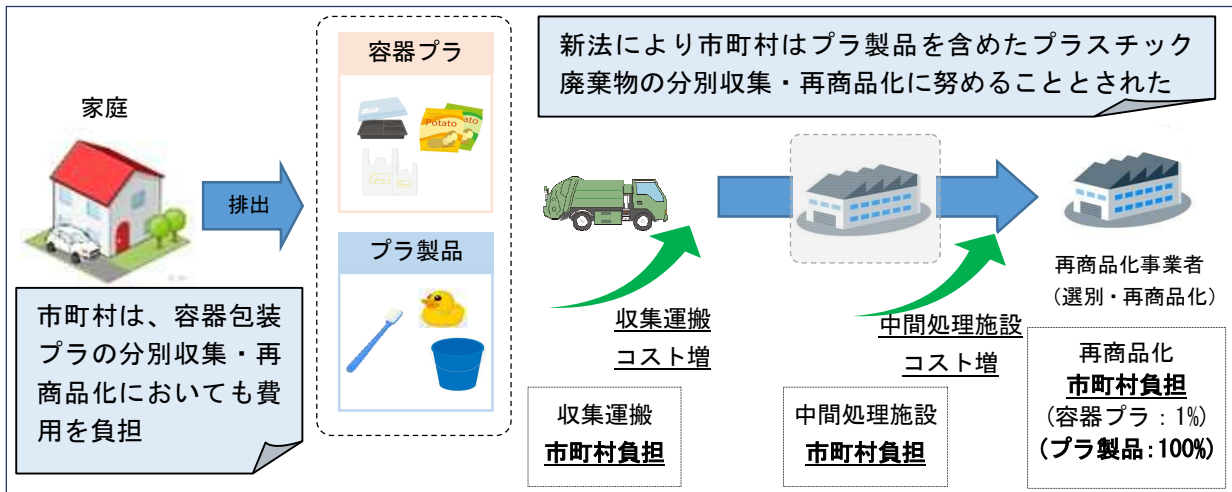 家庭
排出
市町村は、容器包装
プラの分別収集・再
商品化においても費
用を負担
容器プラ
Potato
プラ製品
新法により市町村はプラ製品を含めたプラスチック
廃棄物の分別収集・再商品化に努めることとされた
収集運搬
コスト増
収集運搬
市町村負担
中間処理施設
コスト増
中間処理施設
市町村負担
再商品化事業者
（選別・再商品化）
再商品化
市町村負担
(容器プラ：1%)
(プラ製品：100%)